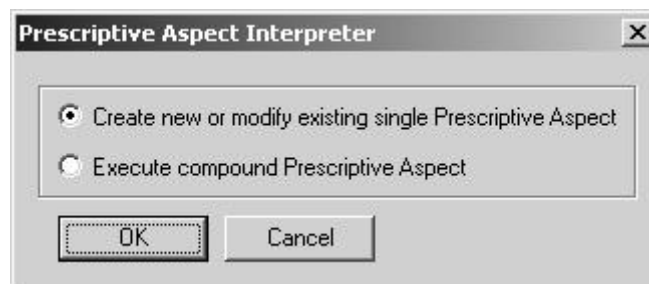 Prescriptive Aspect Interpreter
Create new or modify existing single Prescriptive Aspect
Execute compound Prescriptive Aspect
OK
Cancel